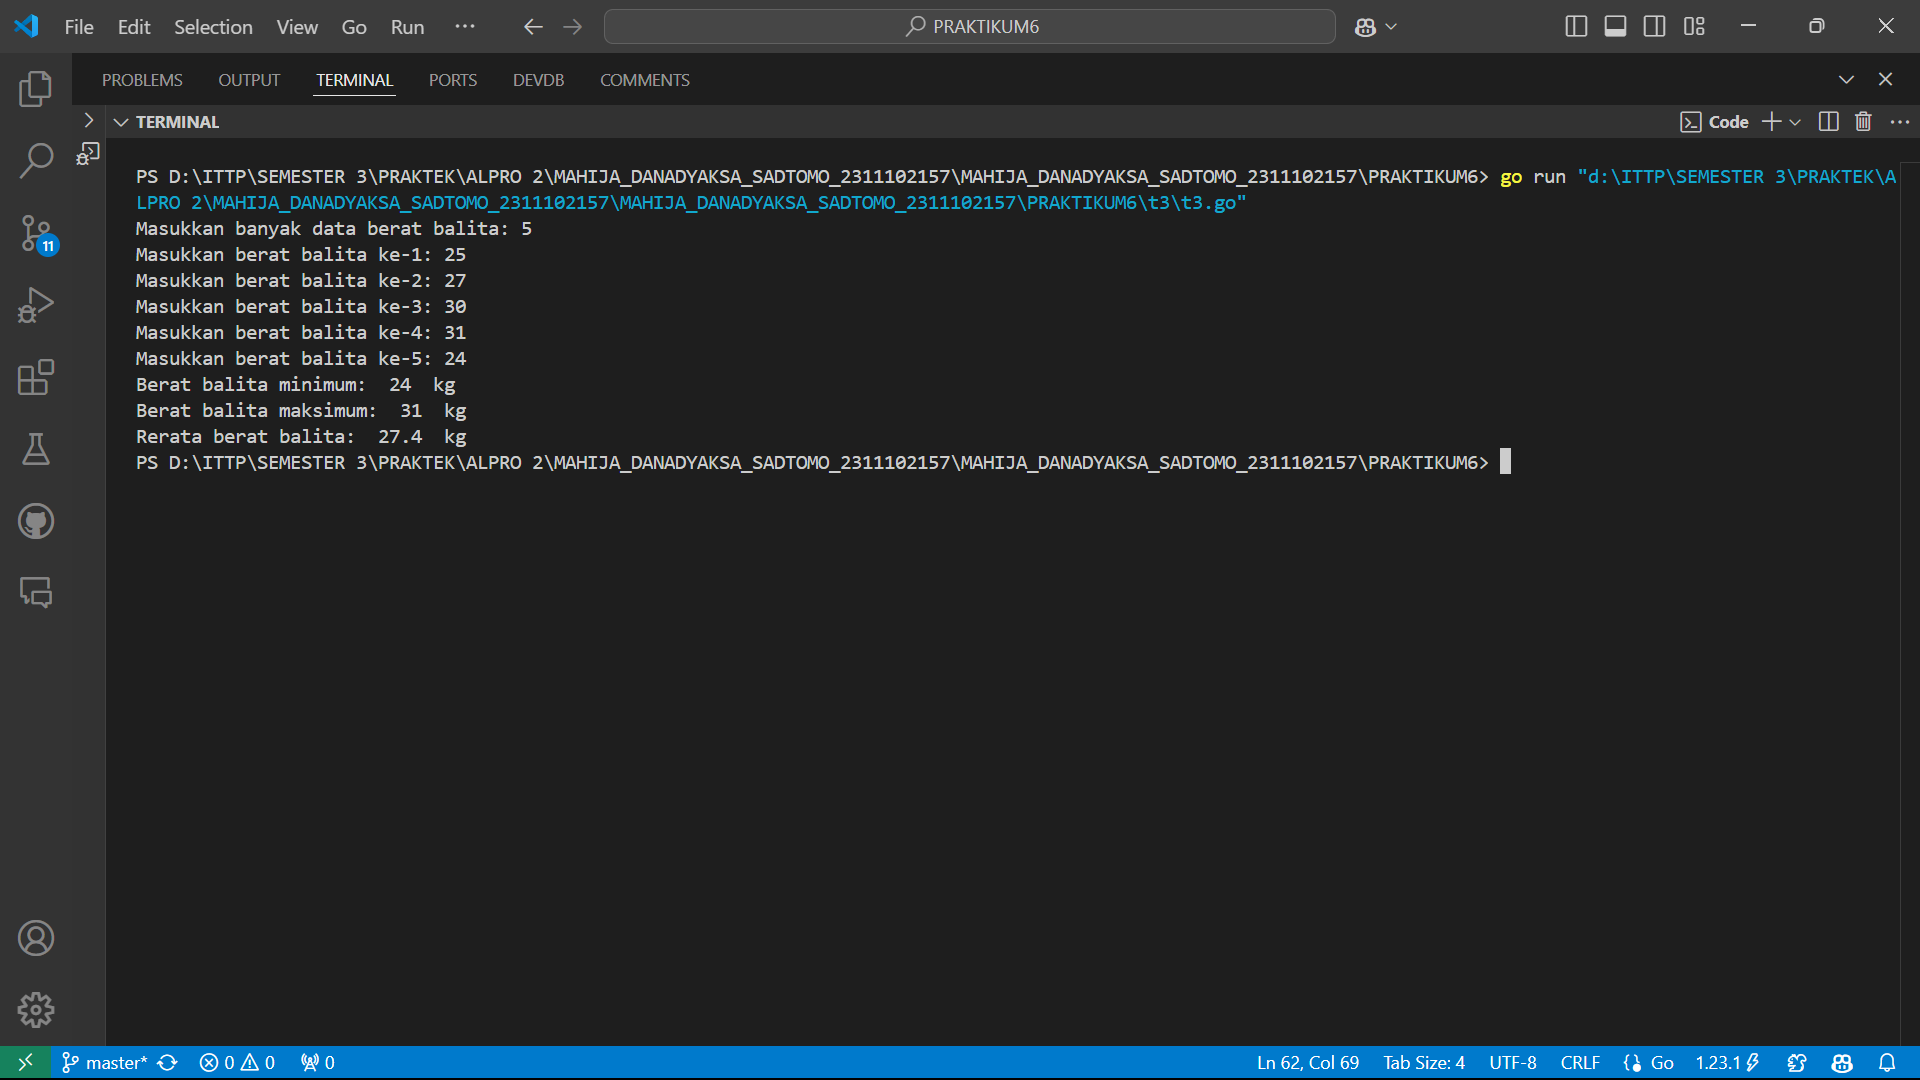 File Edit Selection View Go Run ··· PRAKTIKUM6
PROBLEMS OUTPUT TERMINAL PORTS DEVDB COMMENTS
TERMINAL Code
PS D:\ITTP\SEMESTER 3\PRAKTEK\ALPRO 2\MAHIJA_DANADYAKSA_SADTOMO_2311102157\MAHIJA_DANADYAKSA_SADTOMO_2311102157\PRAKTIKUM6> go run "d:\ITTP\SEMESTER 3\PRAKTEK\A
LPRO 2\MAHIJA_DANADYAKSA_SADTOMO_2311102157\MAHIJA_DANADYAKSA_SADTOMO_2311102157\PRAKTIKUM6\t3\t3.go"
Masukkan banyak data berat balita: 5
Masukkan berat balita ke-1: 25
Masukkan berat balita ke-2: 27
Masukkan berat balita ke-3: 30
Masukkan berat balita ke-4: 31
Masukkan berat balita ke-5: 24
Berat balita minimum:  24  kg
Berat balita maksimum:  31  kg
Rerata berat balita:  27.4  kg
PS D:\ITTP\SEMESTER 3\PRAKTEK\ALPRO 2\MAHIJA_DANADYAKSA_SADTOMO_2311102157\MAHIJA_DANADYAKSA_SADTOMO_2311102157\PRAKTIKUM6>
11
master* 0 0 0 Ln 62, Col 69 Tab Size: 4 UTF-8 CRLF {} Go 1.23.1